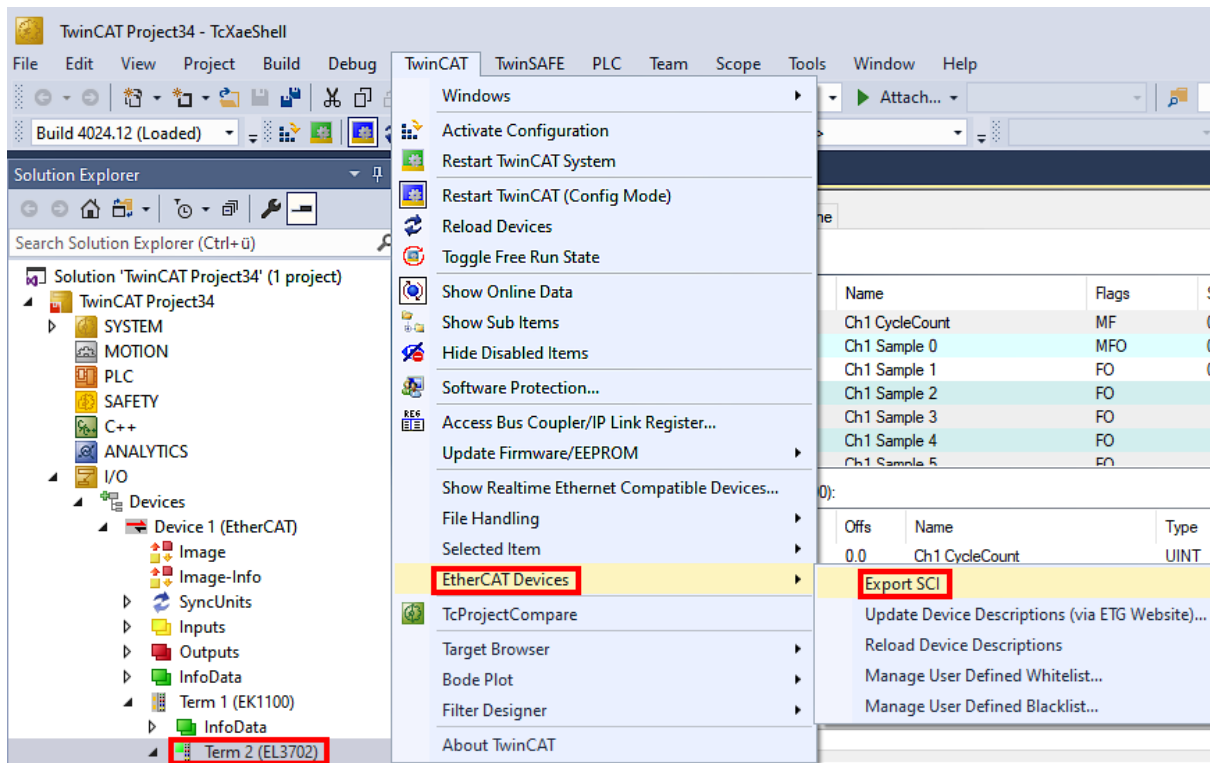 TwinCAT Project34 - TcXaeShell
File Edit View Project Build Debug TwinCAT TwinSAFE PLC Team Scope Tools Window Help
Attach...
Build 4024.12 (Loaded)
Solution Explorer
Search Solution Explorer (Ctrl+ü)
Solution 'TwinCAT Project34' (1 project)
TwinCAT Project34
SYSTEM
MOTION
PLC
SAFETY
C++
ANALYTICS
I/O
Devices
Device 1 (EtherCAT)
Image
Image-Info
SyncUnits
Inputs
Outputs
InfoData
Term 1 (EK1100)
InfoData
Term 2 (EL3702)
Windows
Activate Configuration
Restart TwinCAT System
Restart TwinCAT (Config Mode)
Reload Devices
Toggle Free Run State
Show Online Data
Show Sub Items
Hide Disabled Items
Software Protection...
REG
Access Bus Coupler/IP Link Register...
Update Firmware/EEPROM
Show Realtime Ethernet Compatible Devices...
File Handling
Selected Item
EtherCAT Devices
TcProjectCompare
Target Browser
Bode Plot
Filter Designer
About TwinCAT
Name Flags
Ch1 CycleCount MF
Ch1 Sample 0 MFO
Ch1 Sample 1 FO
Ch1 Sample 2 FO
Ch1 Sample 3 FO
Ch1 Sample 4 FO
Ch1 Sample 5 FO
Offs Name Type
0.0 Ch1 CycleCount UINT
Export SCI
Update Device Descriptions (via ETG Website)...
Reload Device Descriptions
Manage User Defined Whitelist...
Manage User Defined Blacklist...